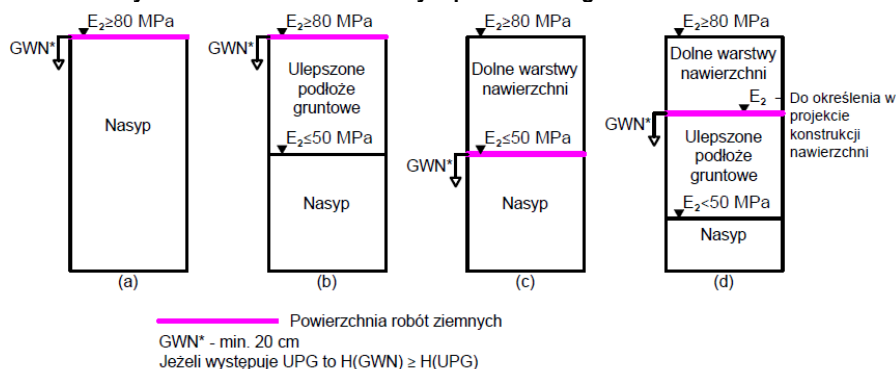 E₂≥80 MPa
GWN*
Nasyp
(a)
E₂≥80 MPa
GWN*
Ulepszone
podłoże
gruntowe
E₂≤50 MPa
Nasyp
(b)
E₂≥80 MPa
Dolne warstwy
nawierzchni
E₂≤50 MPa
GWN*
Nasyp
(c)
E₂≥80 MPa
Dolne warstwy
nawierzchni
E₂ - Do określenia w
projekcie
konstrukcji
nawierzchni
GWN*
Ulepszone
podłoże
gruntowe
E₂<50 MPa
Nasyp
(d)
Powierzchnia robót ziemnych
GWN* - min. 20 cm
Jeżeli występuje UPG to H(GWN) ≥ H(UPG)